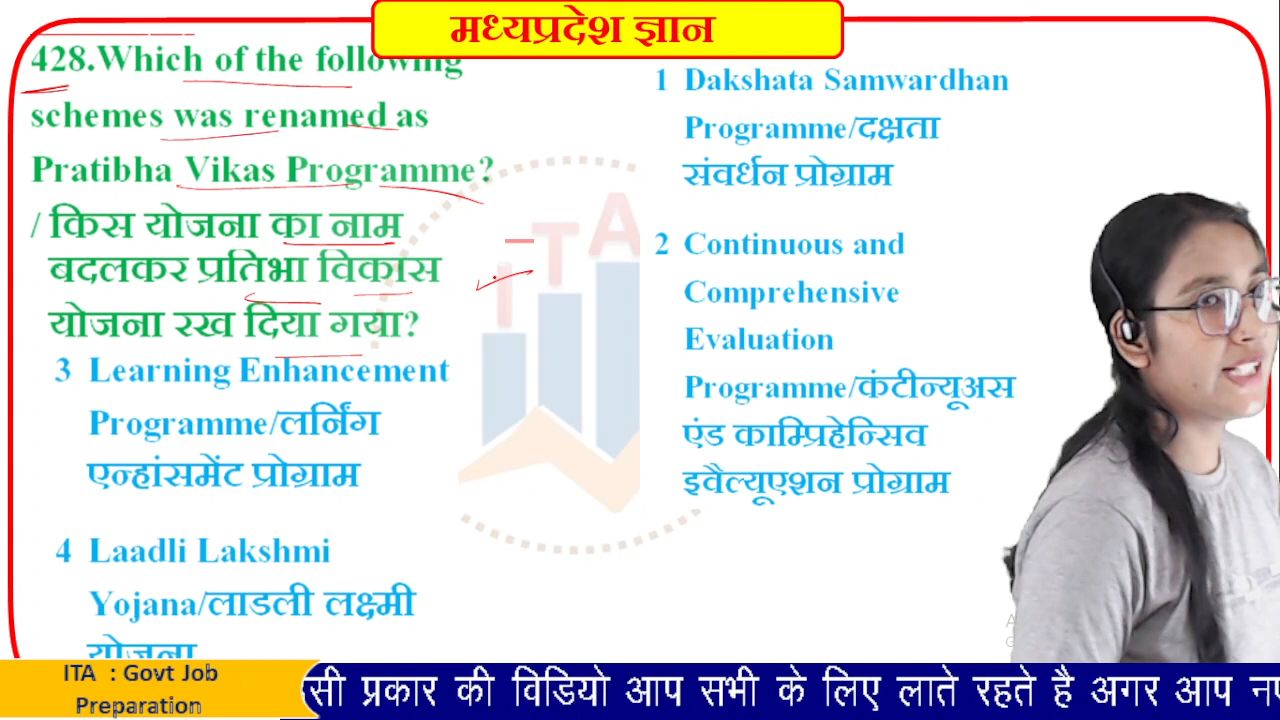 मध्यप्रदेश ज्ञान
428.Which of the following
schemes was renamed as
Pratibha Vikas Programme?
/ किस योजना का नाम
बदलकर प्रतिभा विकास
योजना रख दिया गया?
3 Learning Enhancement
Programme/लर्निंग
एन्हांसमेंट प्रोग्राम
4 Laadli Lakshmi
Yojana/लाडली लक्ष्मी
योजना
1 Dakshata Samwardhan
Programme/दक्षता
संवर्धन प्रोग्राम
2 Continuous and
Comprehensive
Evaluation
Programme/कंटीन्यूअस
एंड काम्प्रिहेन्सिव
इवैल्यूएशन प्रोग्राम
ITA
ITA : Govt Job
Preparation
सी प्रकार की विडियो आप सभी के लिए लाते रहते है अगर आप